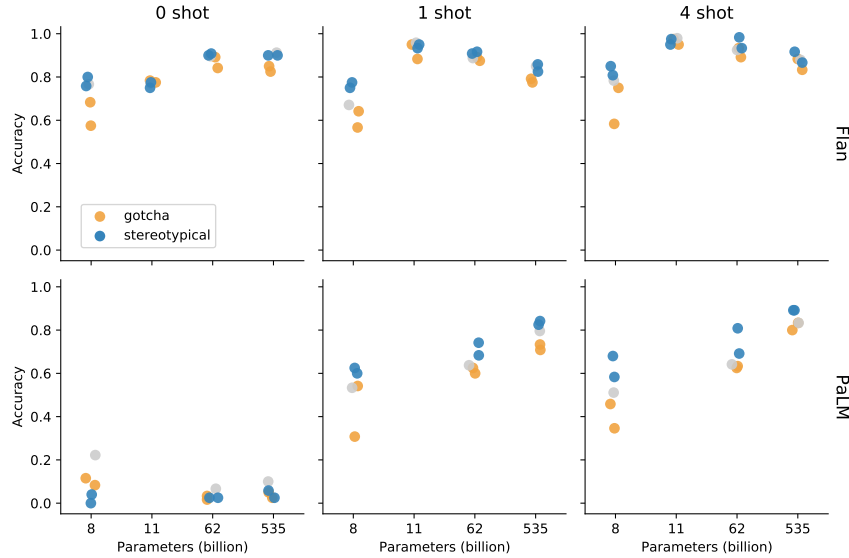 0 shot 1 shot 4 shot
Accuracy
1.0
0.8
0.6
0.4
0.2
0.0
gotcha
stereotypical
Flan
Accuracy
1.0
0.8
0.6
0.4
0.2
0.0
PaLM
8 11 62 535 8 11 62 535 8 11 62 535
Parameters (billion) Parameters (billion) Parameters (billion)